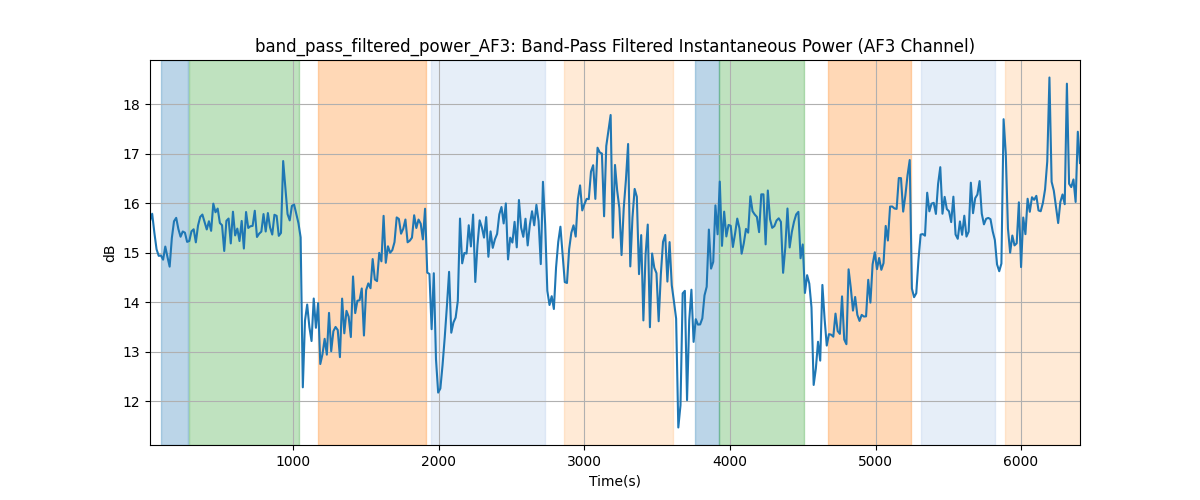 band_pass_filtered_power_AF3: Band-Pass Filtered Instantaneous Power (AF3 Channel)
18
17
16
15
14
13
12
dB
1000 2000 3000 4000 5000 6000
Time(s)